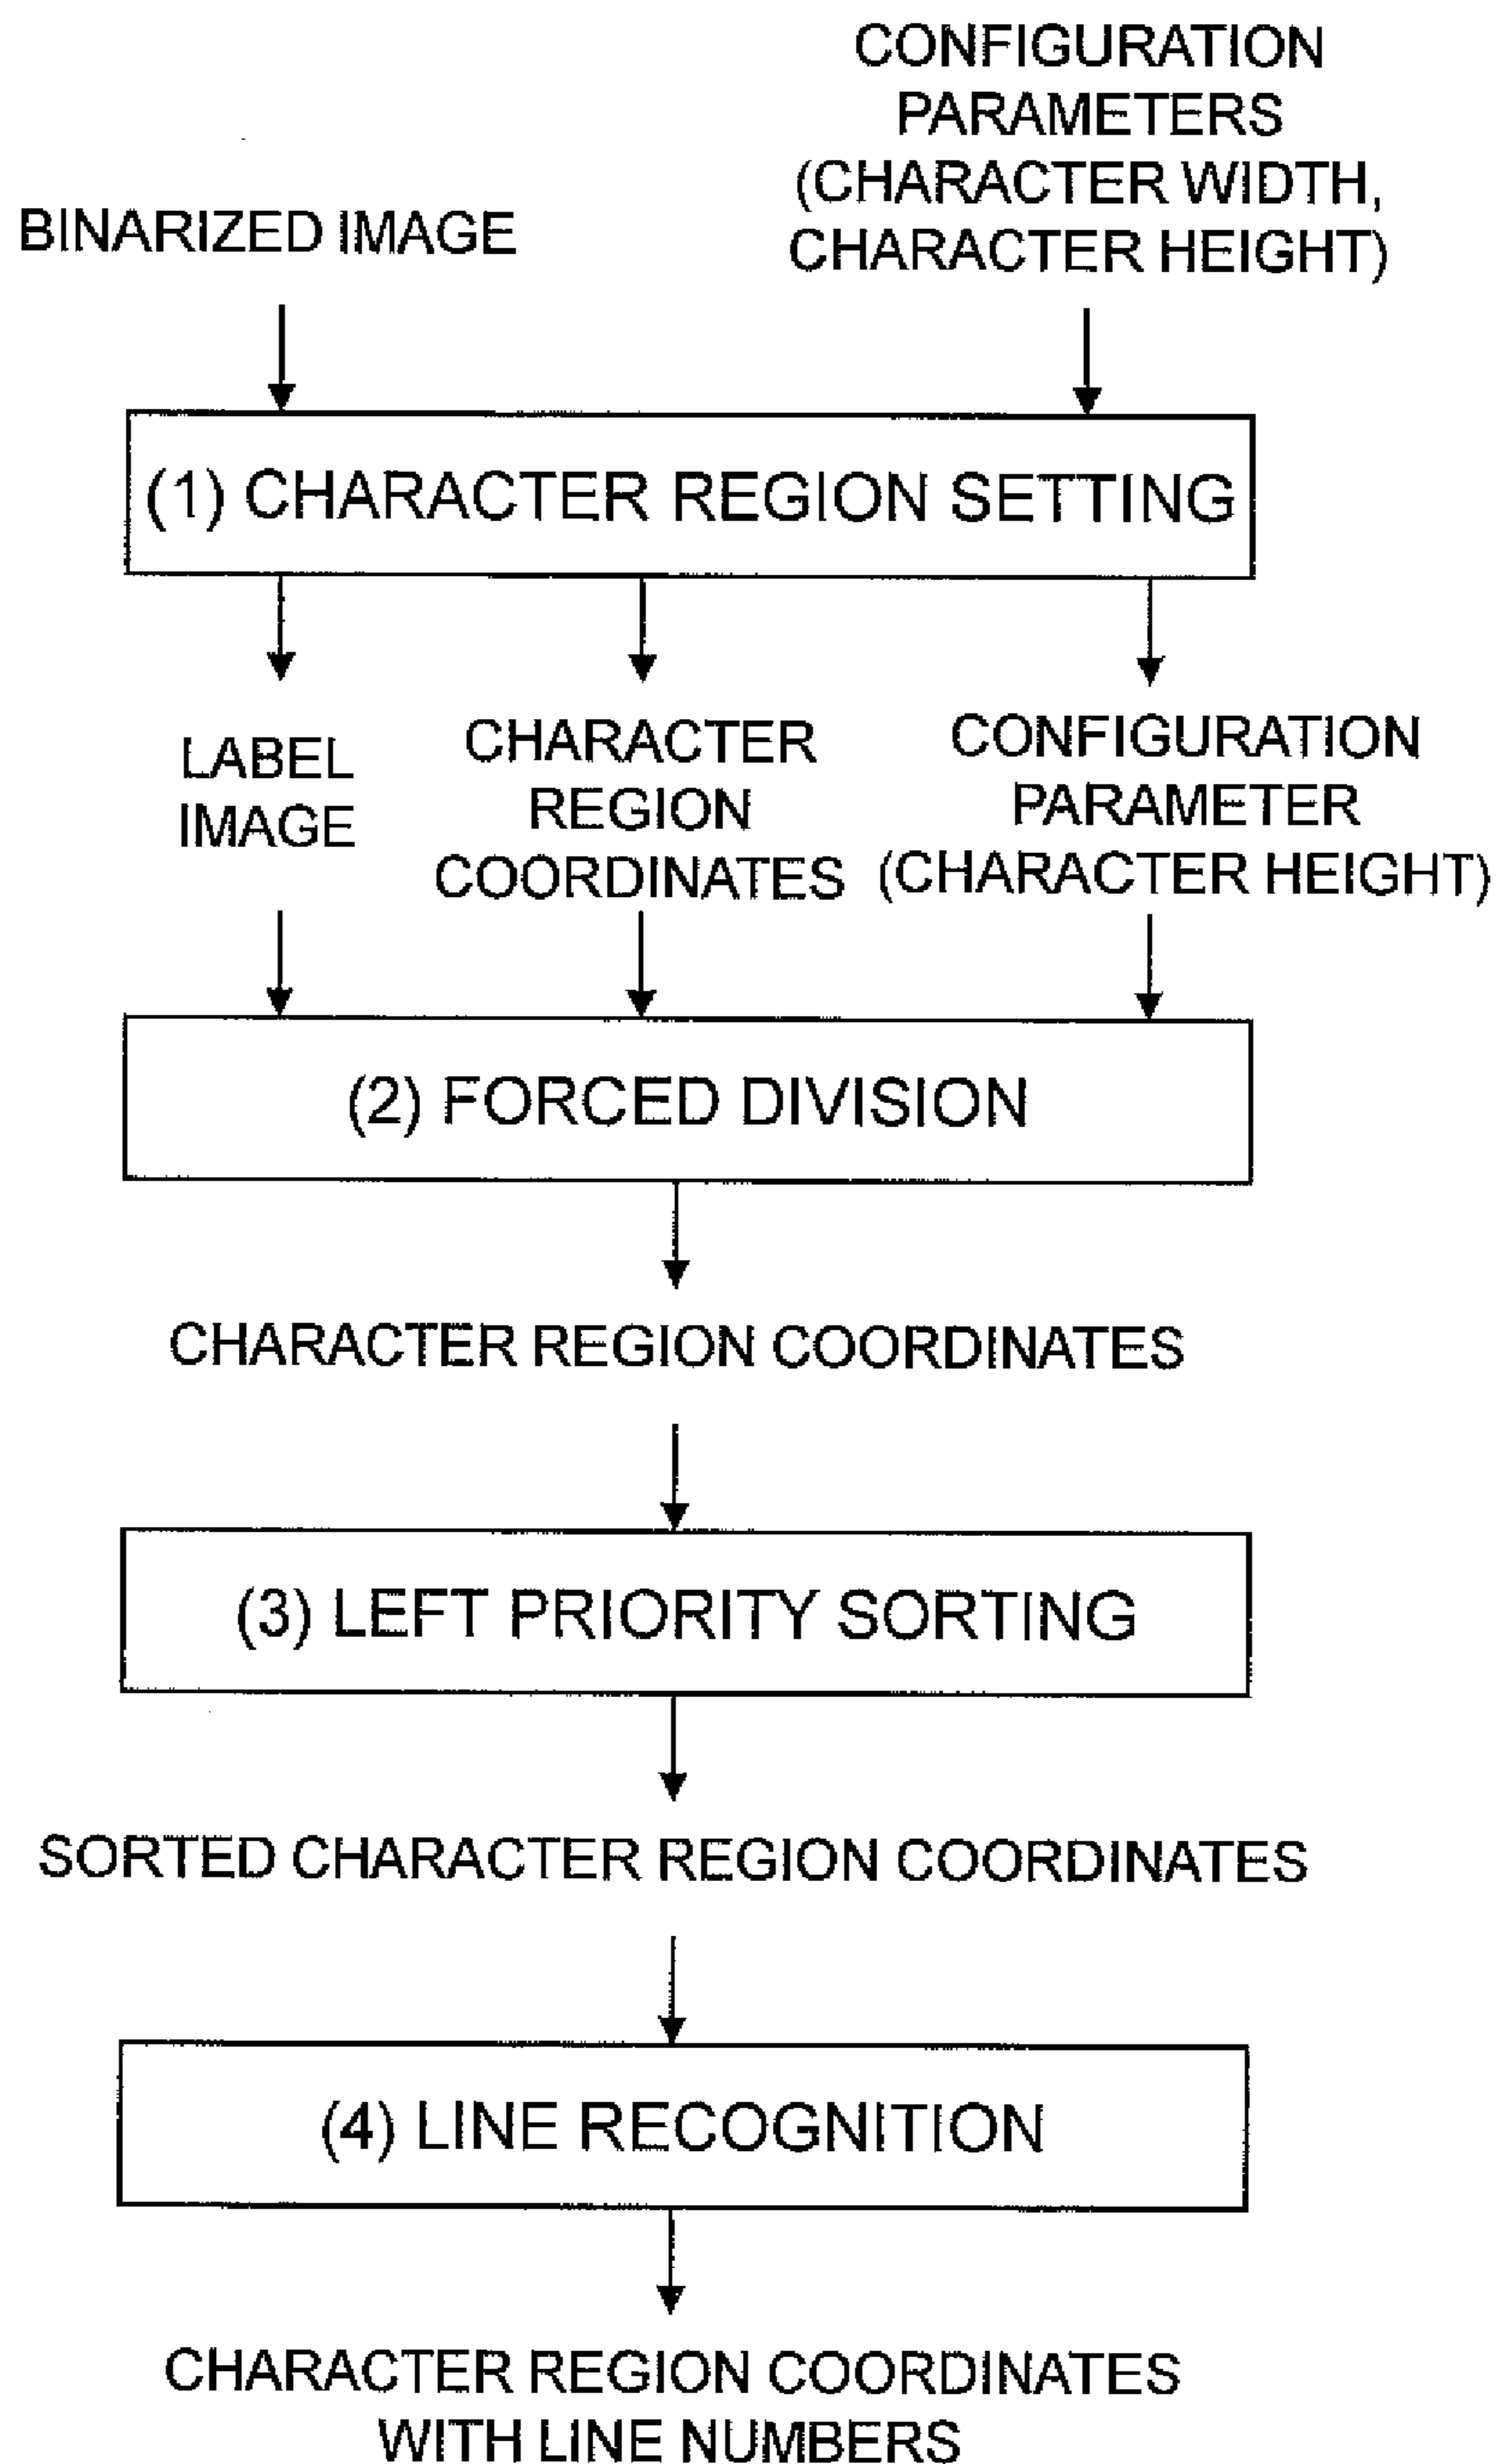 BINARIZED IMAGE
CONFIGURATION
PARAMETERS
(CHARACTER WIDTH,
CHARACTER HEIGHT)
(1) CHARACTER REGION SETTING
LABEL
IMAGE
CHARACTER
REGION
COORDINATES
CONFIGURATION
PARAMETER
(CHARACTER HEIGHT)
(2) FORCED DIVISION
CHARACTER REGION COORDINATES
(3) LEFT PRIORITY SORTING
SORTED CHARACTER REGION COORDINATES
(4) LINE RECOGNITION
CHARACTER REGION COORDINATES
WITH LINE NUMBERS